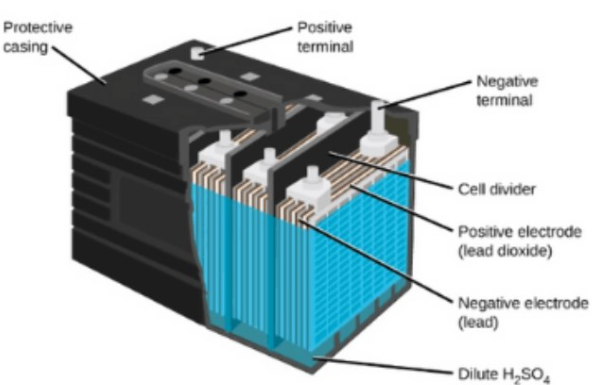 Protective
casing
Positive
terminal
Negative
terminal
Cell divider
Positive electrode
(lead dioxide)
Negative electrode
(lead)
Dilute H₂SO₄